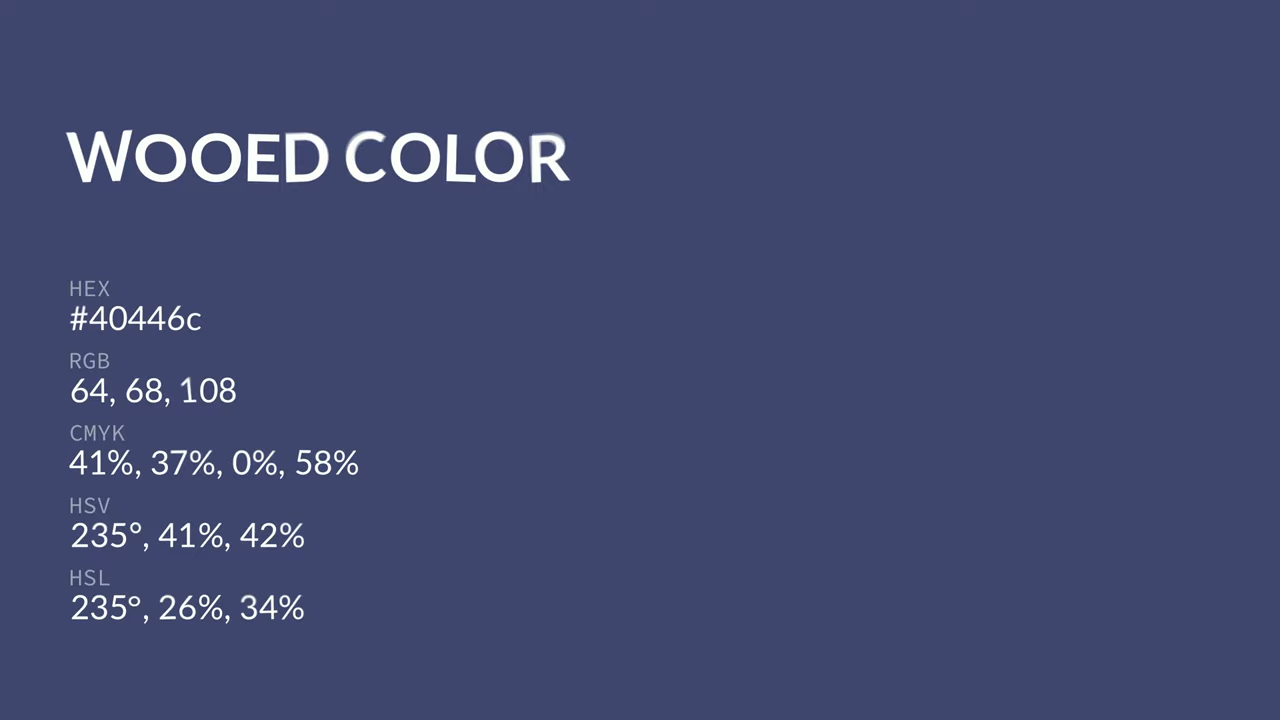 WOOED COLOR
HEX
#40446c
RGB
64, 68, 108
CMYK
41%, 37%, 0%, 58%
HSV
235°, 41%, 42%
HSL
235°, 26%, 34%